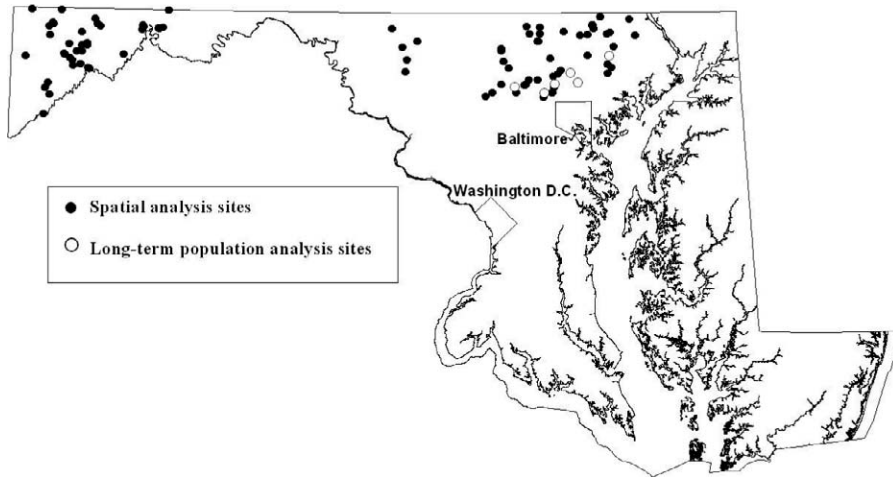 Baltimore
Washington D.C.
Spatial analysis sites
Long-term population analysis sites